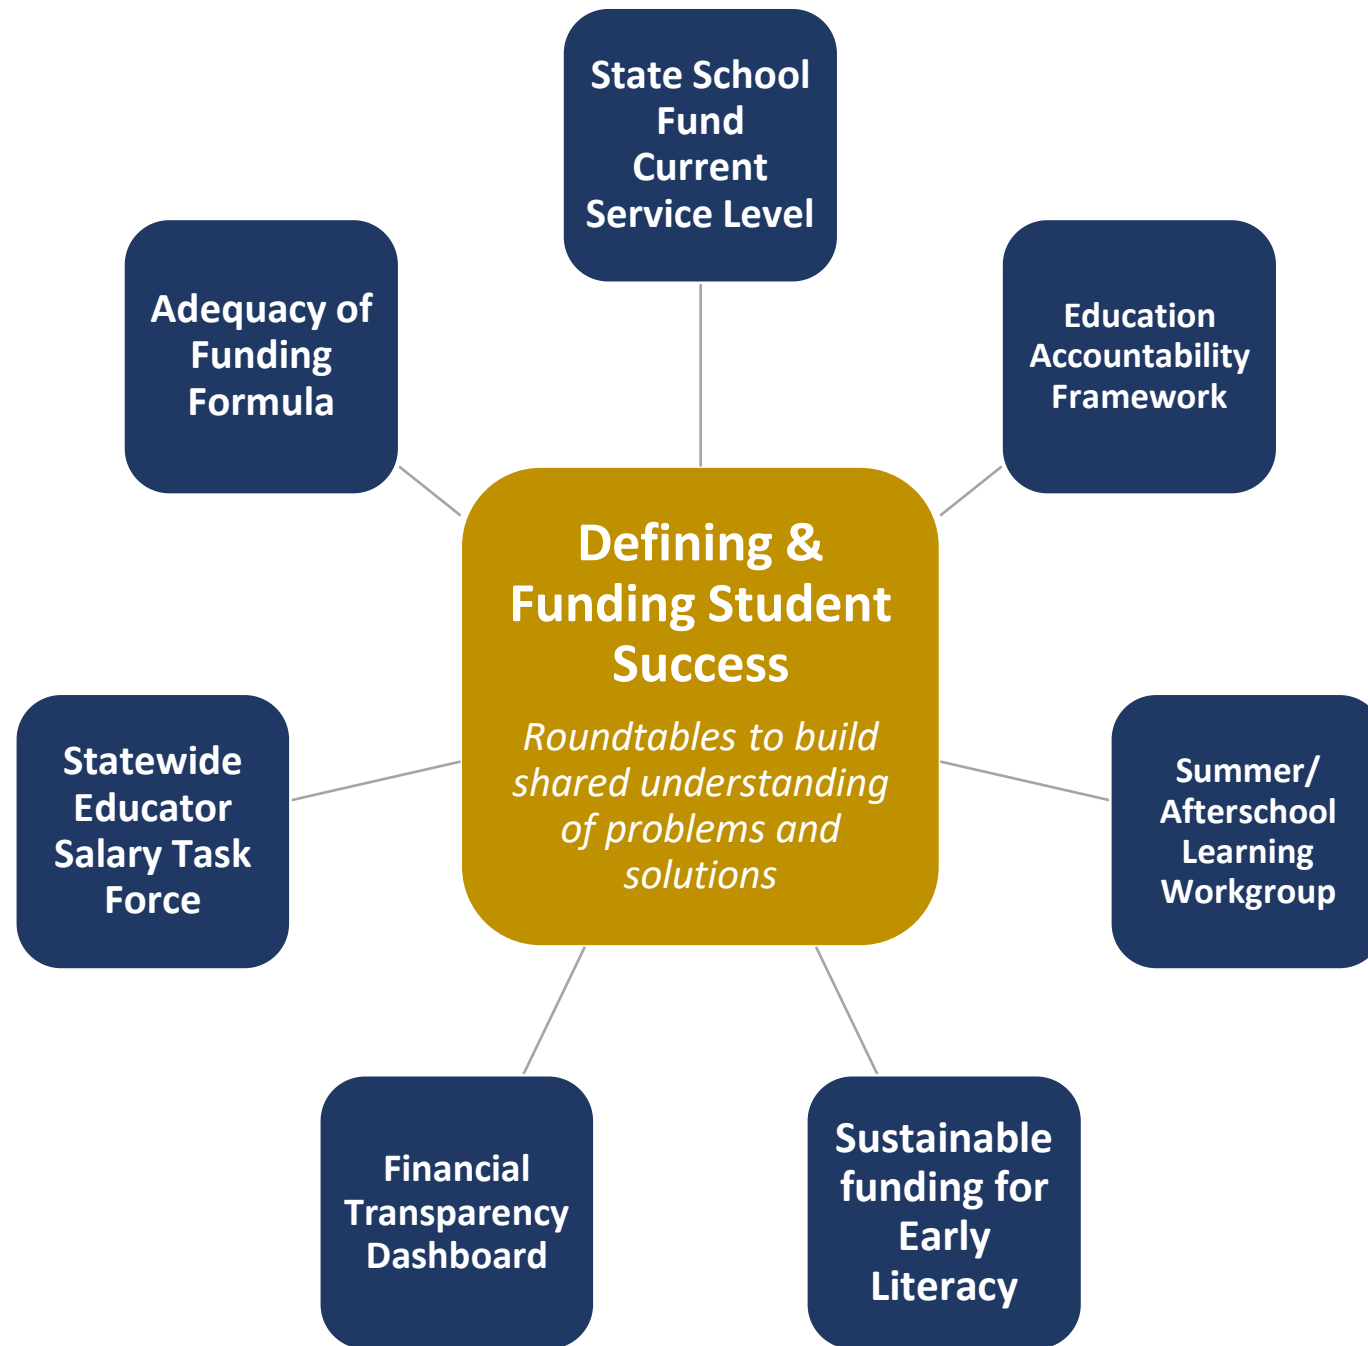 State School
Fund
Current
Service Level
Adequacy of
Funding
Formula
Education
Accountability
Framework
Defining &
Funding Student
Success
Roundtables to build
shared understanding
of problems and
solutions
Statewide
Educator
Salary Task
Force
Summer/
Afterschool
Learning
Workgroup
Financial
Transparency
Dashboard
Sustainable
funding for
Early
Literacy